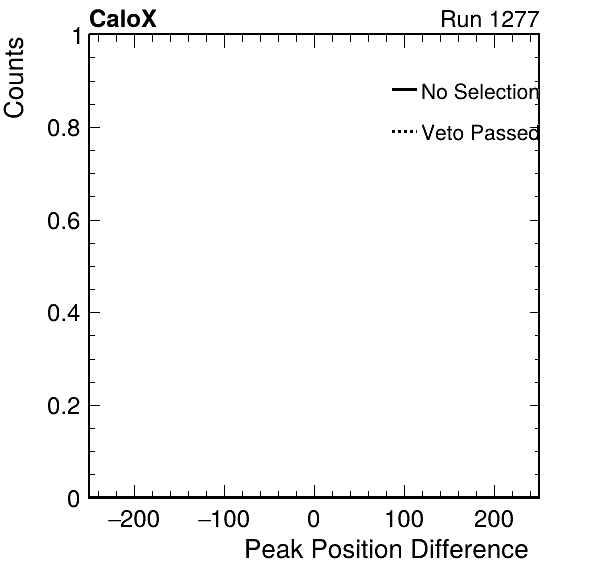 CaloX Run 1277
Counts
1
0.8
0.6
0.4
0.2
0
No Selection
Veto Passed
−200 −100 0 100 200
Peak Position Difference